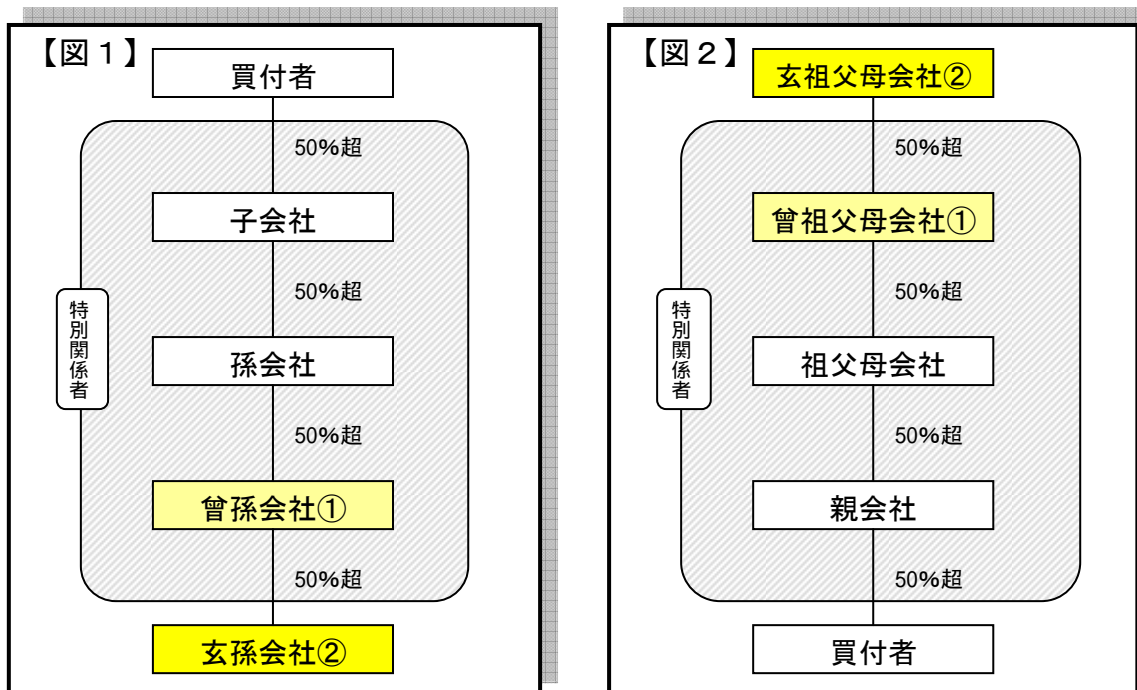 【図１】
買付者
50%超
子会社
50%超
特別関係者
孫会社
50%超
曾孫会社①
50%超
玄孫会社②
【図２】
玄祖父母会社②
50%超
曾祖父母会社①
50%超
特別関係者
祖父母会社
50%超
親会社
50%超
買付者